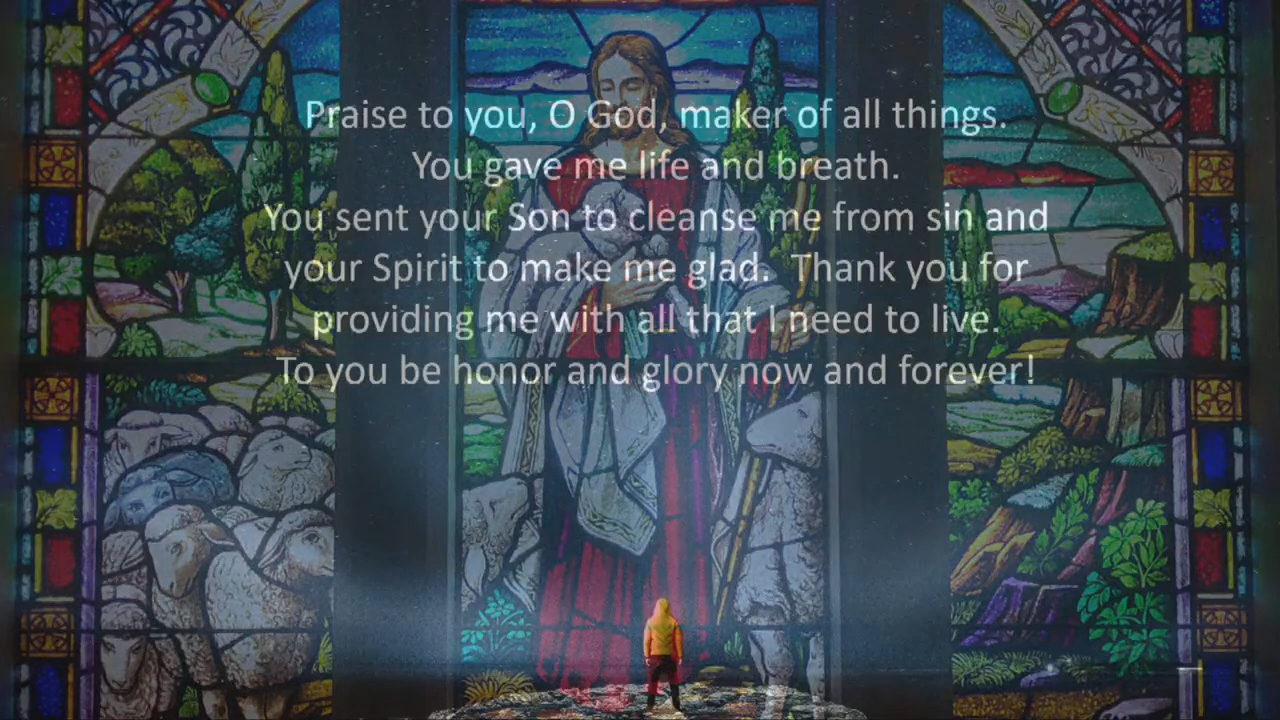 Praise to you, O God, maker of all things.
You gave me life and breath.
You sent your Son to cleanse me from sin and
your Spirit to make me glad.  Thank you for
providing me with all that I need to live.
To you be honor and glory now and forever!